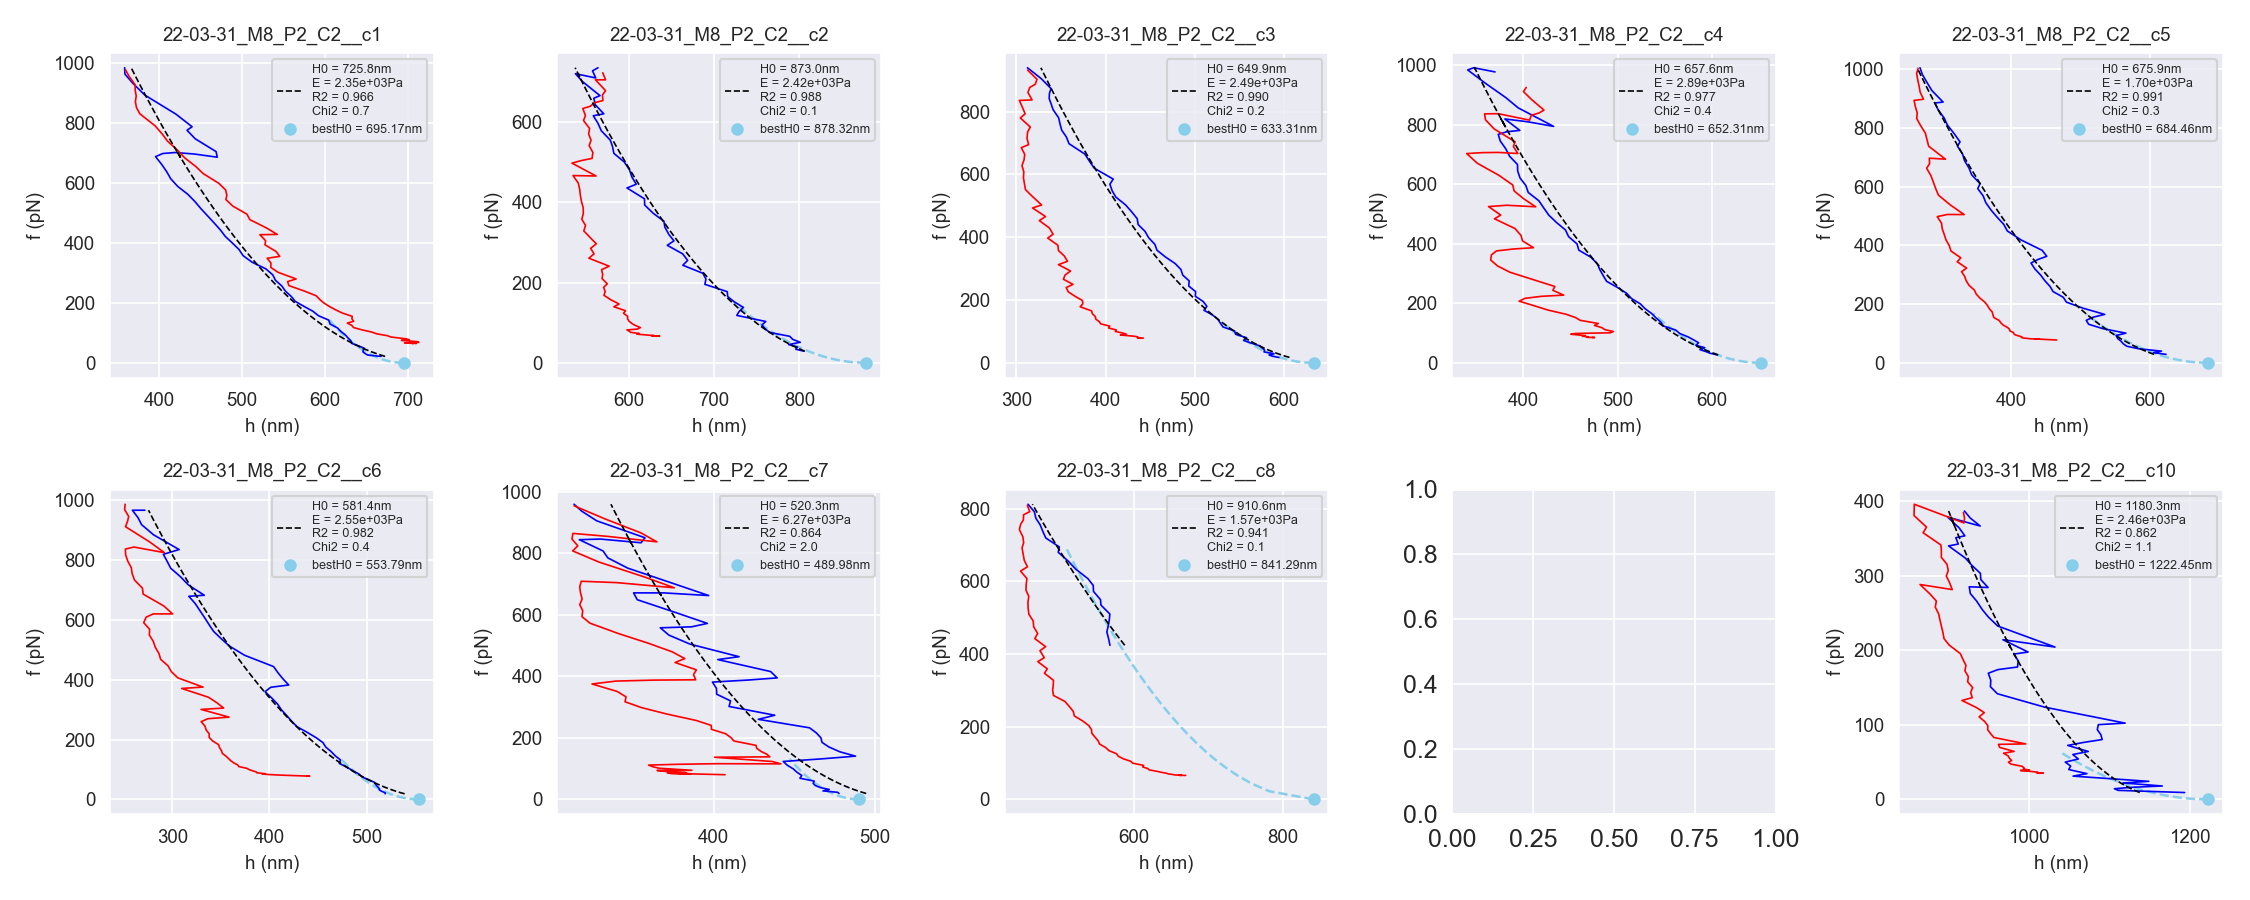 22-03-31_M8_P2_C2__c1
H0 = 725.8nm
E = 2.35e+03Pa
R2 = 0.966
Chi2 = 0.7
bestH0 = 695.17nm
f (pN)
1000
800
600
400
200
0
400 500 600 700
h (nm)
22-03-31_M8_P2_C2__c2
H0 = 873.0nm
E = 2.42e+03Pa
R2 = 0.988
Chi2 = 0.1
bestH0 = 878.32nm
f (pN)
600
400
200
0
600 700 800
h (nm)
22-03-31_M8_P2_C2__c3
H0 = 649.9nm
E = 2.49e+03Pa
R2 = 0.990
Chi2 = 0.2
bestH0 = 633.31nm
f (pN)
800
600
400
200
0
300 400 500 600
h (nm)
22-03-31_M8_P2_C2__c4
H0 = 657.6nm
E = 2.89e+03Pa
R2 = 0.977
Chi2 = 0.4
bestH0 = 652.31nm
f (pN)
1000
800
600
400
200
0
400 500 600
h (nm)
22-03-31_M8_P2_C2__c5
H0 = 675.9nm
E = 1.70e+03Pa
R2 = 0.991
Chi2 = 0.3
bestH0 = 684.46nm
f (pN)
1000
800
600
400
200
0
400 600
h (nm)
22-03-31_M8_P2_C2__c6
H0 = 581.4nm
E = 2.55e+03Pa
R2 = 0.982
Chi2 = 0.4
bestH0 = 553.79nm
f (pN)
1000
800
600
400
200
0
300 400 500
h (nm)
22-03-31_M8_P2_C2__c7
H0 = 520.3nm
E = 6.27e+03Pa
R2 = 0.864
Chi2 = 2.0
bestH0 = 489.98nm
f (pN)
1000
800
600
400
200
0
400 500
h (nm)
22-03-31_M8_P2_C2__c8
H0 = 910.6nm
E = 1.57e+03Pa
R2 = 0.941
Chi2 = 0.1
bestH0 = 841.29nm
f (pN)
800
600
400
200
0
600 800
h (nm)
1.0
0.8
0.6
0.4
0.2
0.0
0.00 0.25 0.50 0.75 1.00
22-03-31_M8_P2_C2__c10
H0 = 1180.3nm
E = 2.46e+03Pa
R2 = 0.862
Chi2 = 1.1
bestH0 = 1222.45nm
f (pN)
400
300
200
100
0
1000 1200
h (nm)